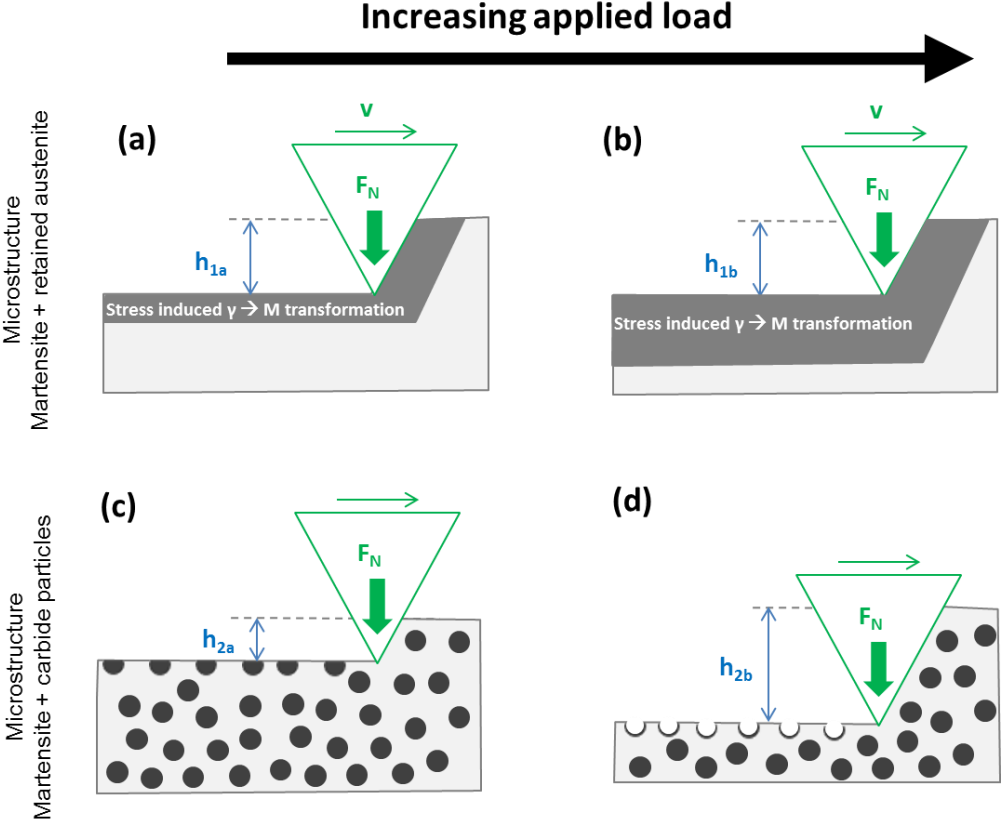 Increasing applied load
Microstructure
Martensite + retained austenite
(a)
v
F_N
h_1a
Stress induced γ → M transformation
(b)
v
F_N
h_1b
Stress induced γ → M transformation
Microstructure
Martensite + carbide particles
(c)
F_N
h_2a
(d)
F_N
h_2b